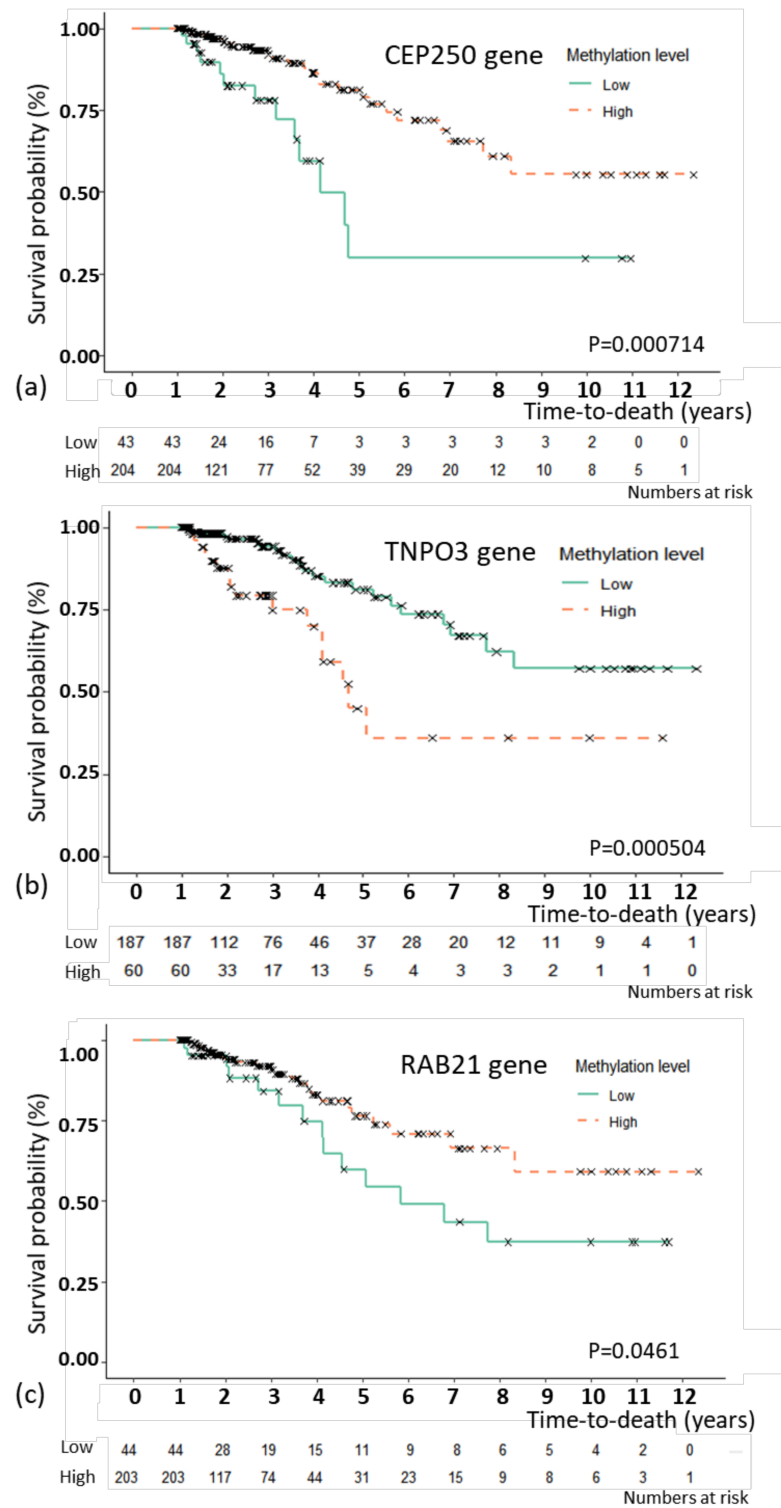 CEP250 gene
Methylation level
Low
High
Survival probability (%)
1.00
0.75
0.50
0.25
0.00
P=0.000714
(a)
0 1 2 3 4 5 6 7 8 9 10 11 12
Time-to-death (years)
Low 43 43 24 16 7 3 3 3 3 3 2 0 0
High 204 204 121 77 52 39 29 20 12 10 8 5 1
Numbers at risk
TNPO3 gene
Methylation level
Low
High
Survival probability (%)
1.00
0.75
0.50
0.25
0.00
P=0.000504
(b)
0 1 2 3 4 5 6 7 8 9 10 11 12
Time-to-death (years)
Low 187 187 112 76 46 37 28 20 12 11 9 4 1
High 60 60 33 17 13 5 4 3 3 2 1 1 0
Numbers at risk
RAB21 gene
Methylation level
Low
High
Survival probability (%)
1.00
0.75
0.50
0.25
0.00
P=0.0461
(c)
0 1 2 3 4 5 6 7 8 9 10 11 12
Time-to-death (years)
Low 44 44 28 19 15 11 9 8 6 5 4 2 0
High 203 203 117 74 44 31 23 15 9 8 6 3 1
Numbers at risk